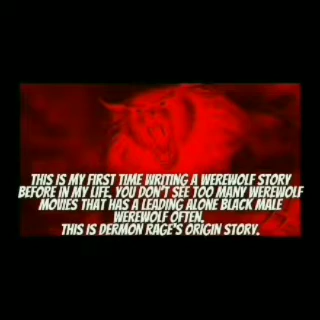 THIS IS MY FIRST TIME WRITING A WEREWOLF STORY
BEFORE IN MY LIFE. YOU DON'T SEE TOO MANY WEREWOLF
MOVIES THAT HAS A LEADING ALONE BLACK MALE
WEREWOLF OFTEN.
THIS IS DERMON RAGE'S ORIGIN STORY.